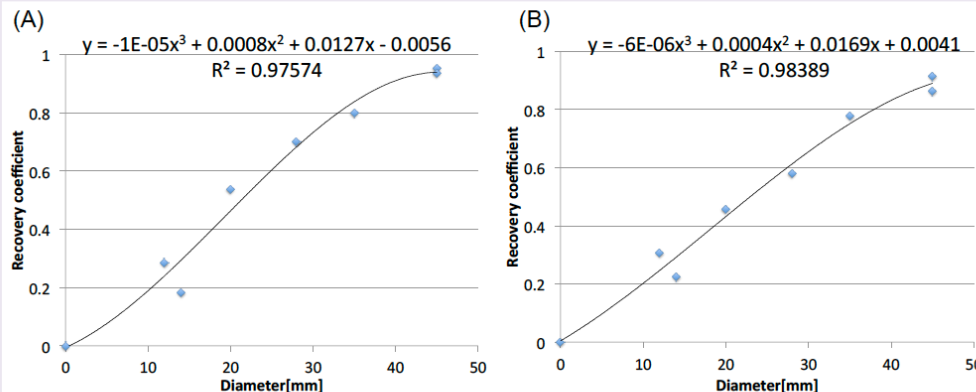 (A)
y = -1E-05x³ + 0.0008x² + 0.0127x - 0.0056
R² = 0.97574
1
0.8
0.6
0.4
0.2
0
Recovery coefficient
0 10 20 30 40 50
Diameter[mm]
(B)
y = -6E-06x³ + 0.0004x² + 0.0169x + 0.0041
R² = 0.98389
1
0.8
0.6
0.4
0.2
0
Recovery coefficient
0 10 20 30 40 50
Diameter[mm]